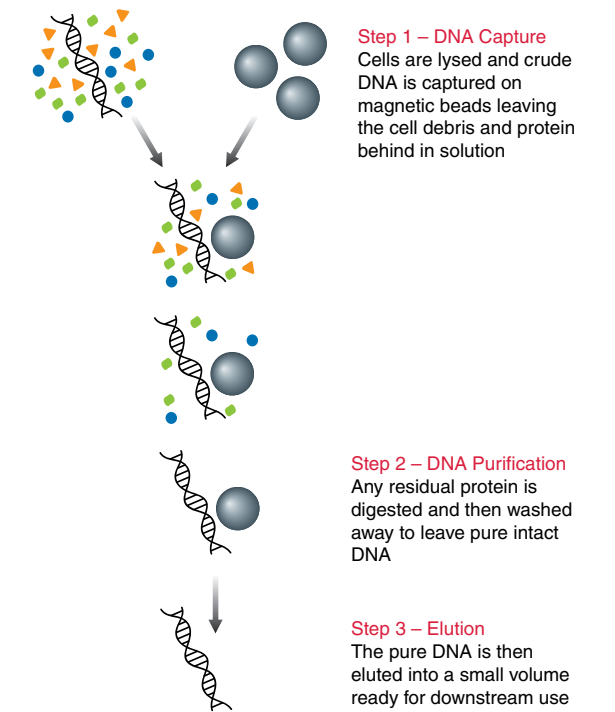 Step 1 – DNA Capture
Cells are lysed and crude
DNA is captured on
magnetic beads leaving
the cell debris and protein
behind in solution
Step 2 – DNA Purification
Any residual protein is
digested and then washed
away to leave pure intact
DNA
Step 3 – Elution
The pure DNA is then
eluted into a small volume
ready for downstream use